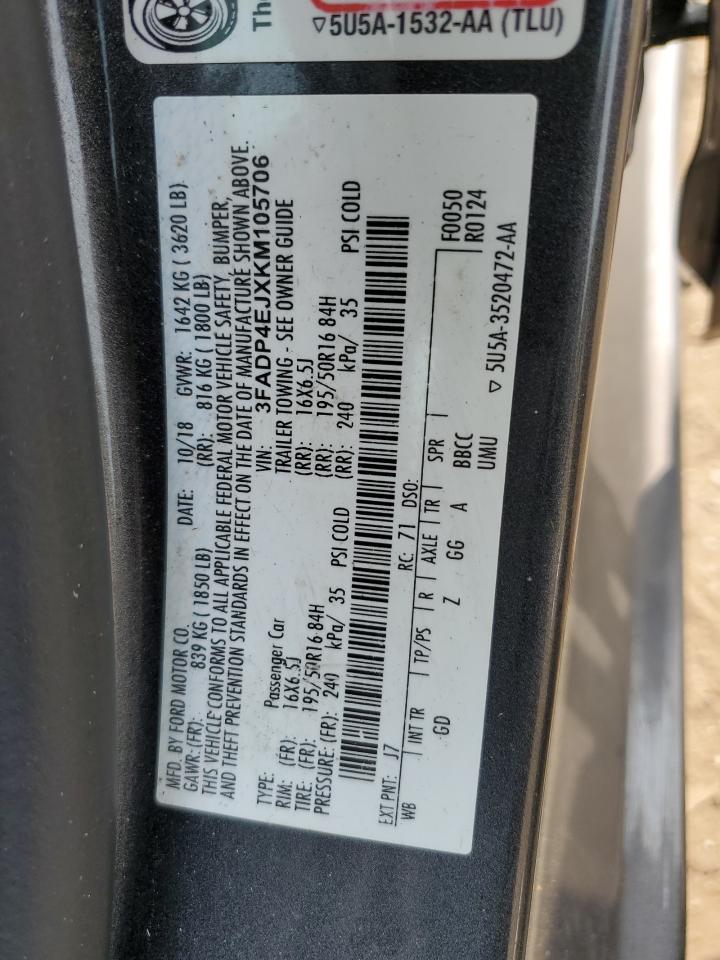 Th
▽5U5A-1532-AA (TLU)
MFD. BY FORD MOTOR CO. DATE: 10/18 GVWR: 1642 KG ( 3620 LB)
GAWR:(FR): 839 KG ( 1850 LB) (RR): 816 KG ( 1800 LB)
THIS VEHICLE CONFORMS TO ALL APPLICABLE FEDERAL MOTOR VEHICLE SAFETY, BUMPER,
AND THEFT PREVENTION STANDARDS IN EFFECT ON THE DATE OF MANUFACTURE SHOWN ABOVE.
VIN: 3FADP4EJXKM105706
TYPE: Passenger Car TRAILER TOWING - SEE OWNER GUIDE
RIM: (FR): 16X6.5J (RR): 16X6.5J
TIRE: (FR): 195/50R16 84H (RR): 195/50R16 84H
PRESSURE: (FR): 240 kPa/ 35 PSI COLD (RR): 240 kPa/ 35 PSI COLD
EXT PNT: J7 RC: 71 DSO: F0050
WB INT TR TP/PS R AXLE TR SPR R0124
GD Z GG A BBCC
UMU
▽ 5U5A-3520472-AA